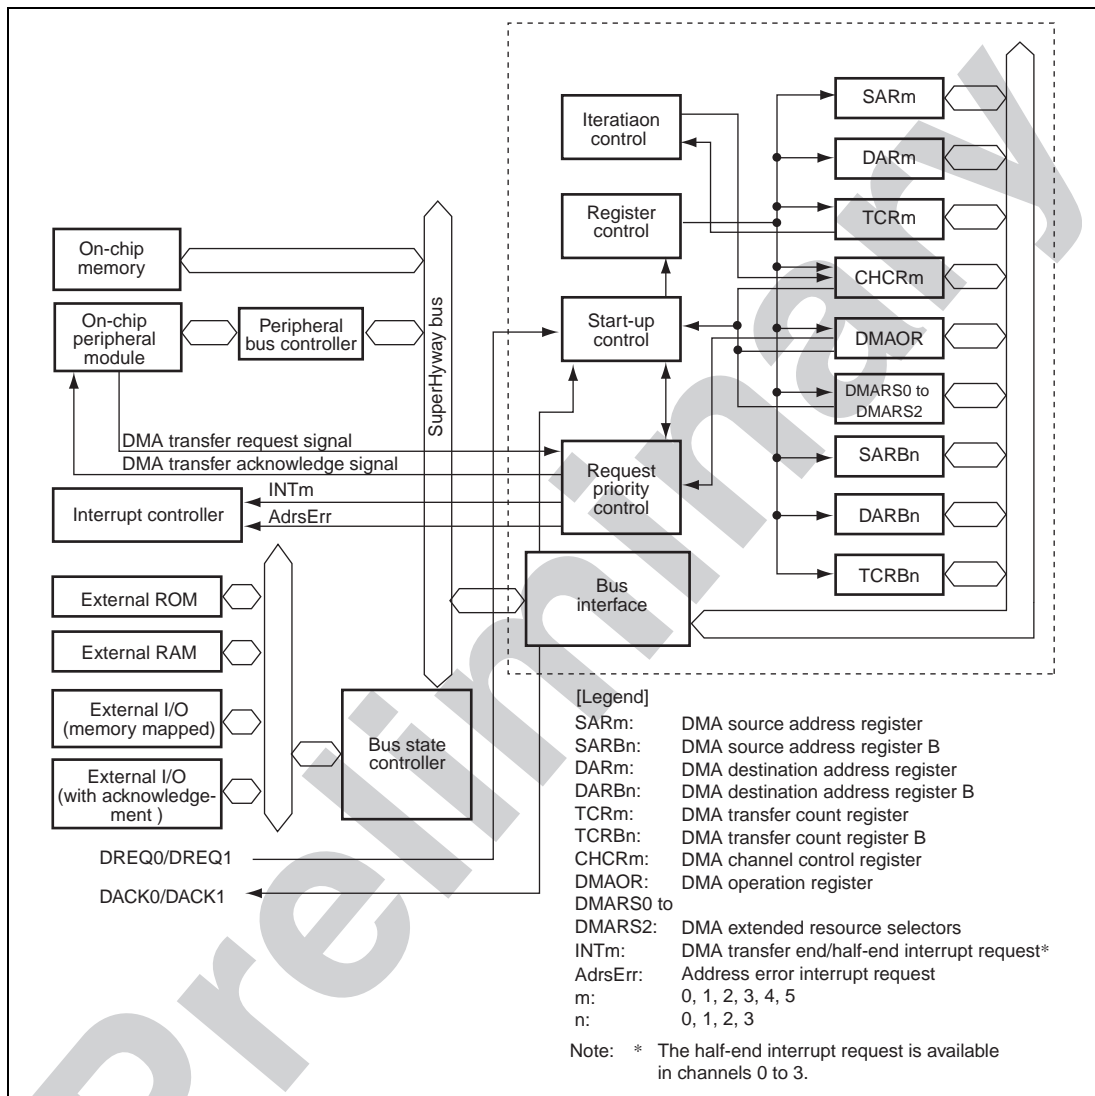 Iteratiaon
control
Register
control
Start-up
control
Request
priority
control
Bus
interface
SARm
DARm
TCRm
CHCRm
DMAOR
DMARS0 to
DMARS2
SARBn
DARBn
TCRBn
On-chip
memory
On-chip
peripheral
module
Peripheral
bus controller
SuperHyway bus
DMA transfer request signal
DMA transfer acknowledge signal
INTm
AdrsErr
Interrupt controller
External ROM
External RAM
External I/O
(memory mapped)
External I/O
(with acknowledge-
ment )
Bus state
controller
DREQ0/DREQ1
DACK0/DACK1
[Legend]
SARm: DMA source address register
SARBn: DMA source address register B
DARm: DMA destination address register
DARBn: DMA destination address register B
TCRm: DMA transfer count register
TCRBn: DMA transfer count register B
CHCRm: DMA channel control register
DMAOR: DMA operation register
DMARS0 to
DMARS2: DMA extended resource selectors
INTm: DMA transfer end/half-end interrupt request*
AdrsErr: Address error interrupt request
m: 0, 1, 2, 3, 4, 5
n: 0, 1, 2, 3
Note: * The half-end interrupt request is available
in channels 0 to 3.
Preliminary